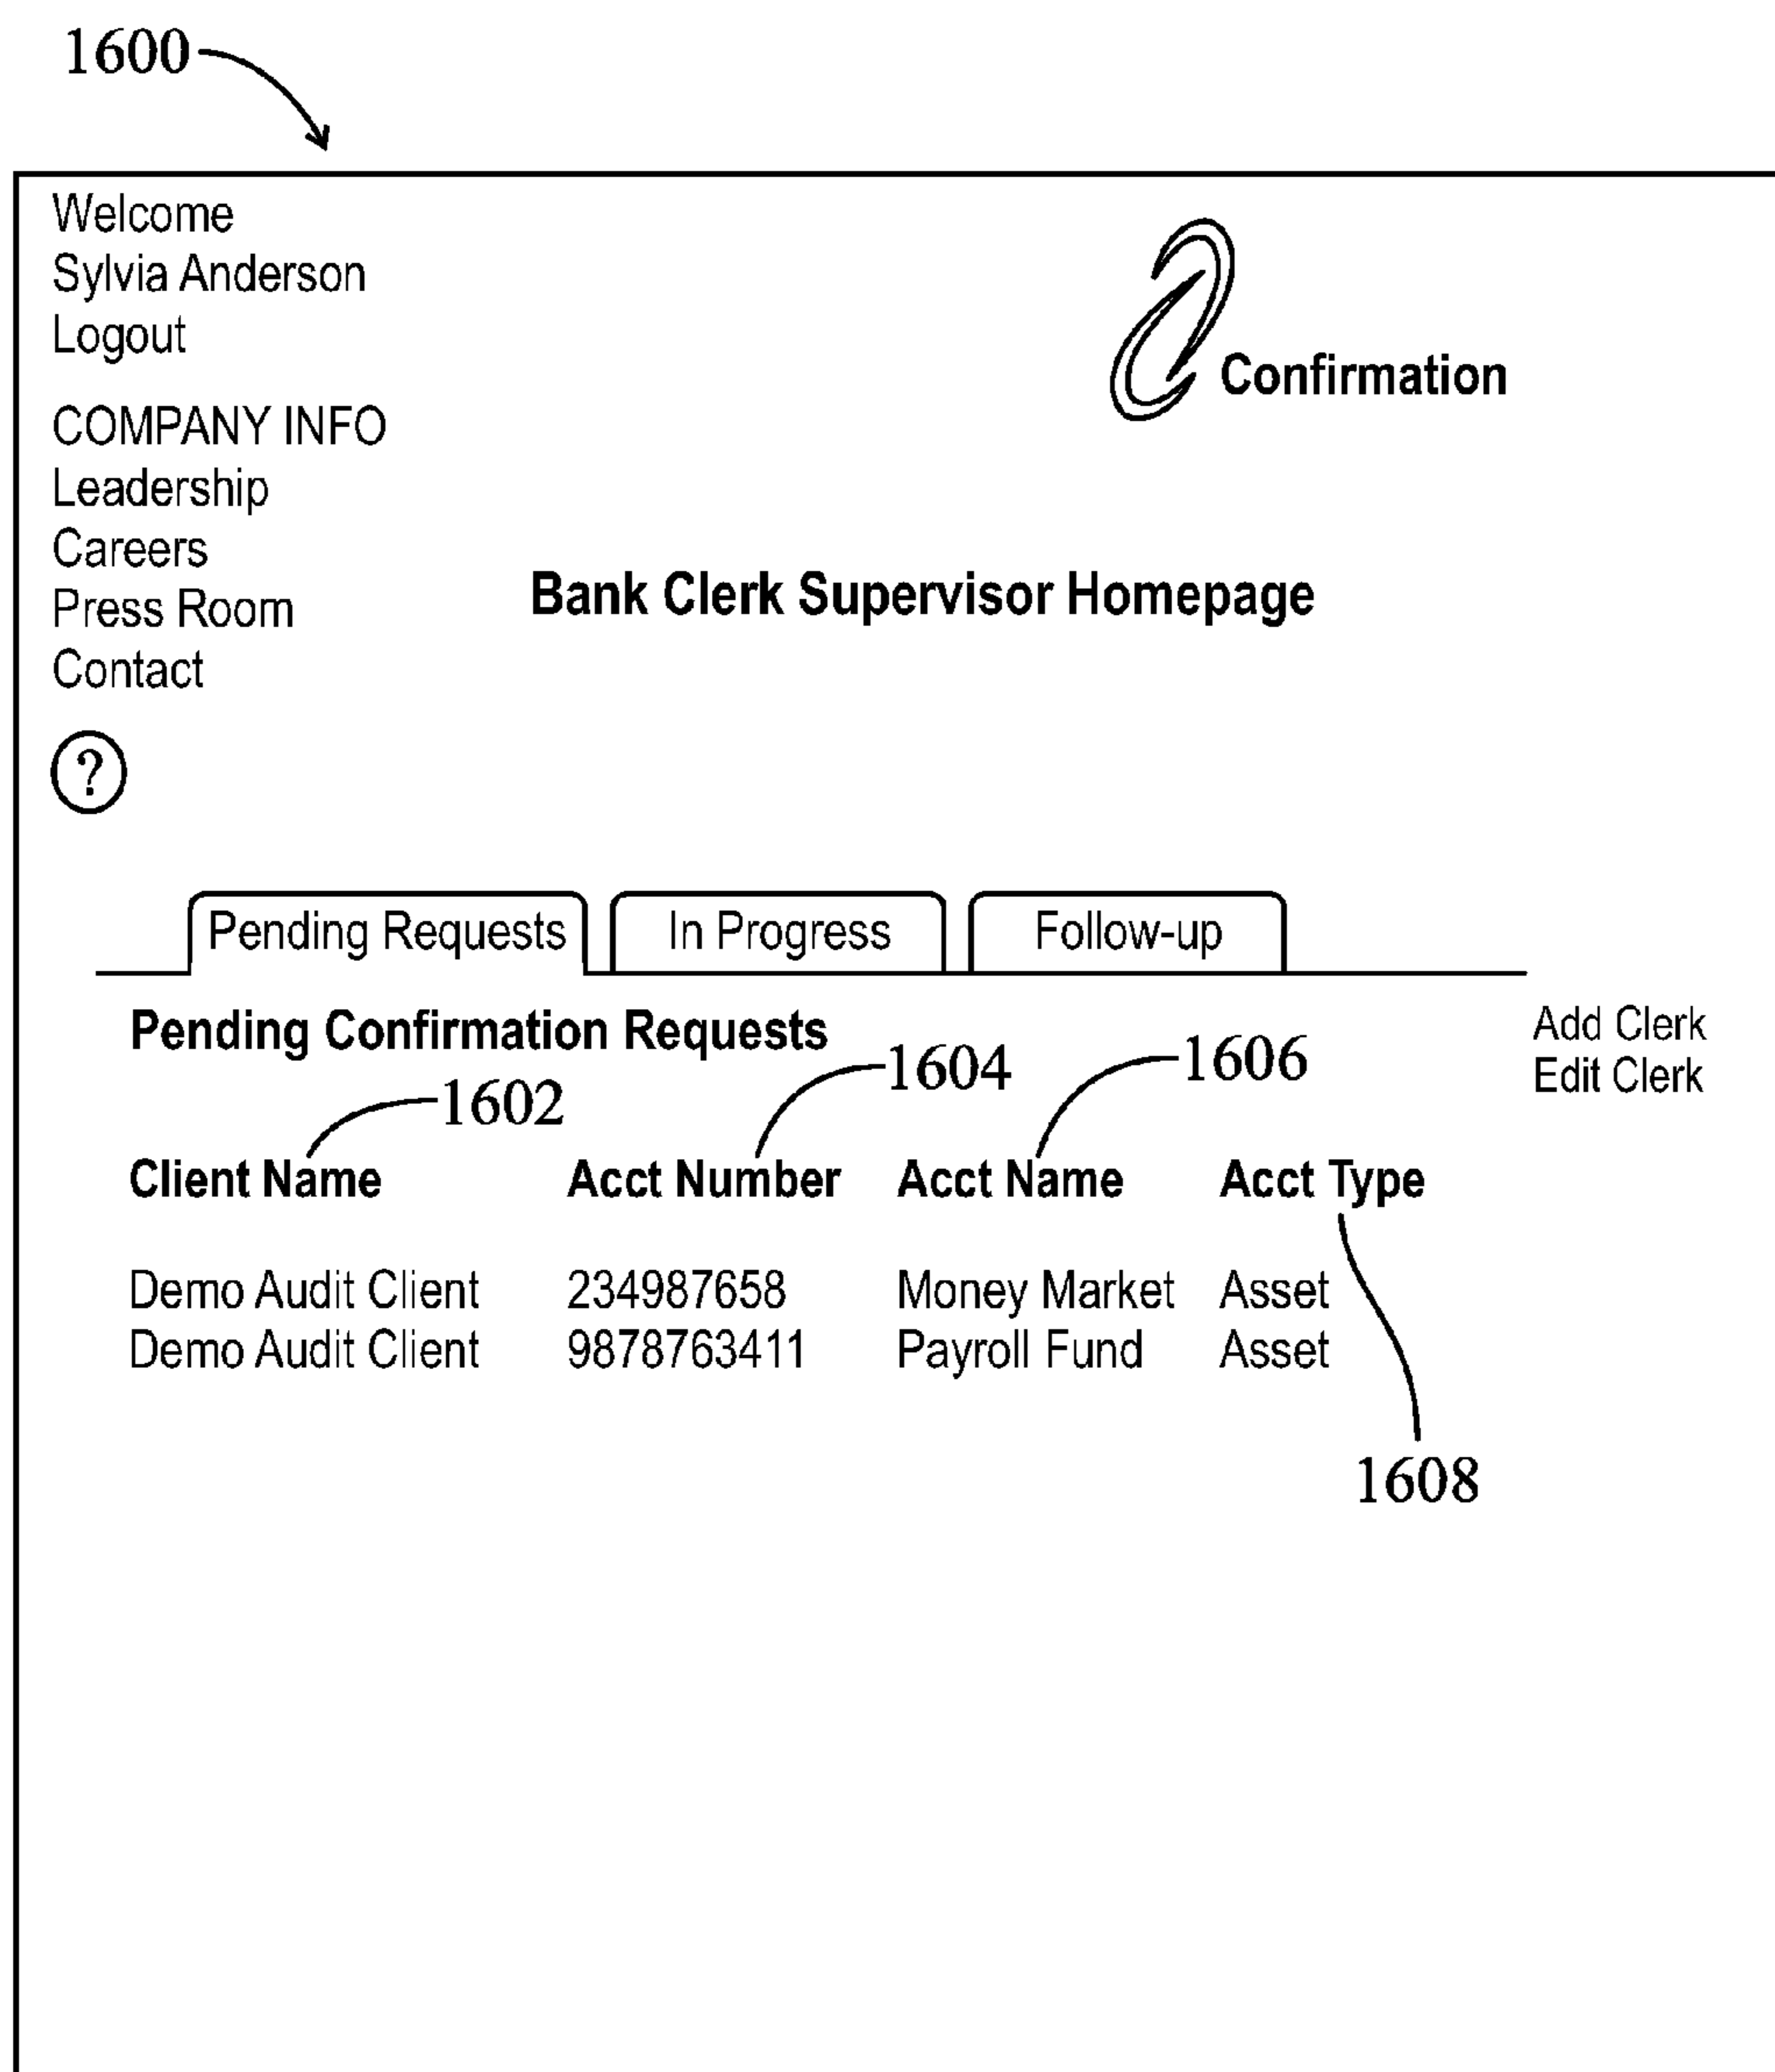 1600
Welcome
Sylvia Anderson
Logout
Confirmation
COMPANY INFO
Leadership
Careers
Press Room
Contact
Bank Clerk Supervisor Homepage
?
Pending Requests In Progress Follow-up
Pending Confirmation Requests
Add Clerk
Edit Clerk
1602 1604 1606
Client Name Acct Number Acct Name Acct Type
Demo Audit Client 234987658 Money Market Asset
Demo Audit Client 9878763411 Payroll Fund Asset
1608